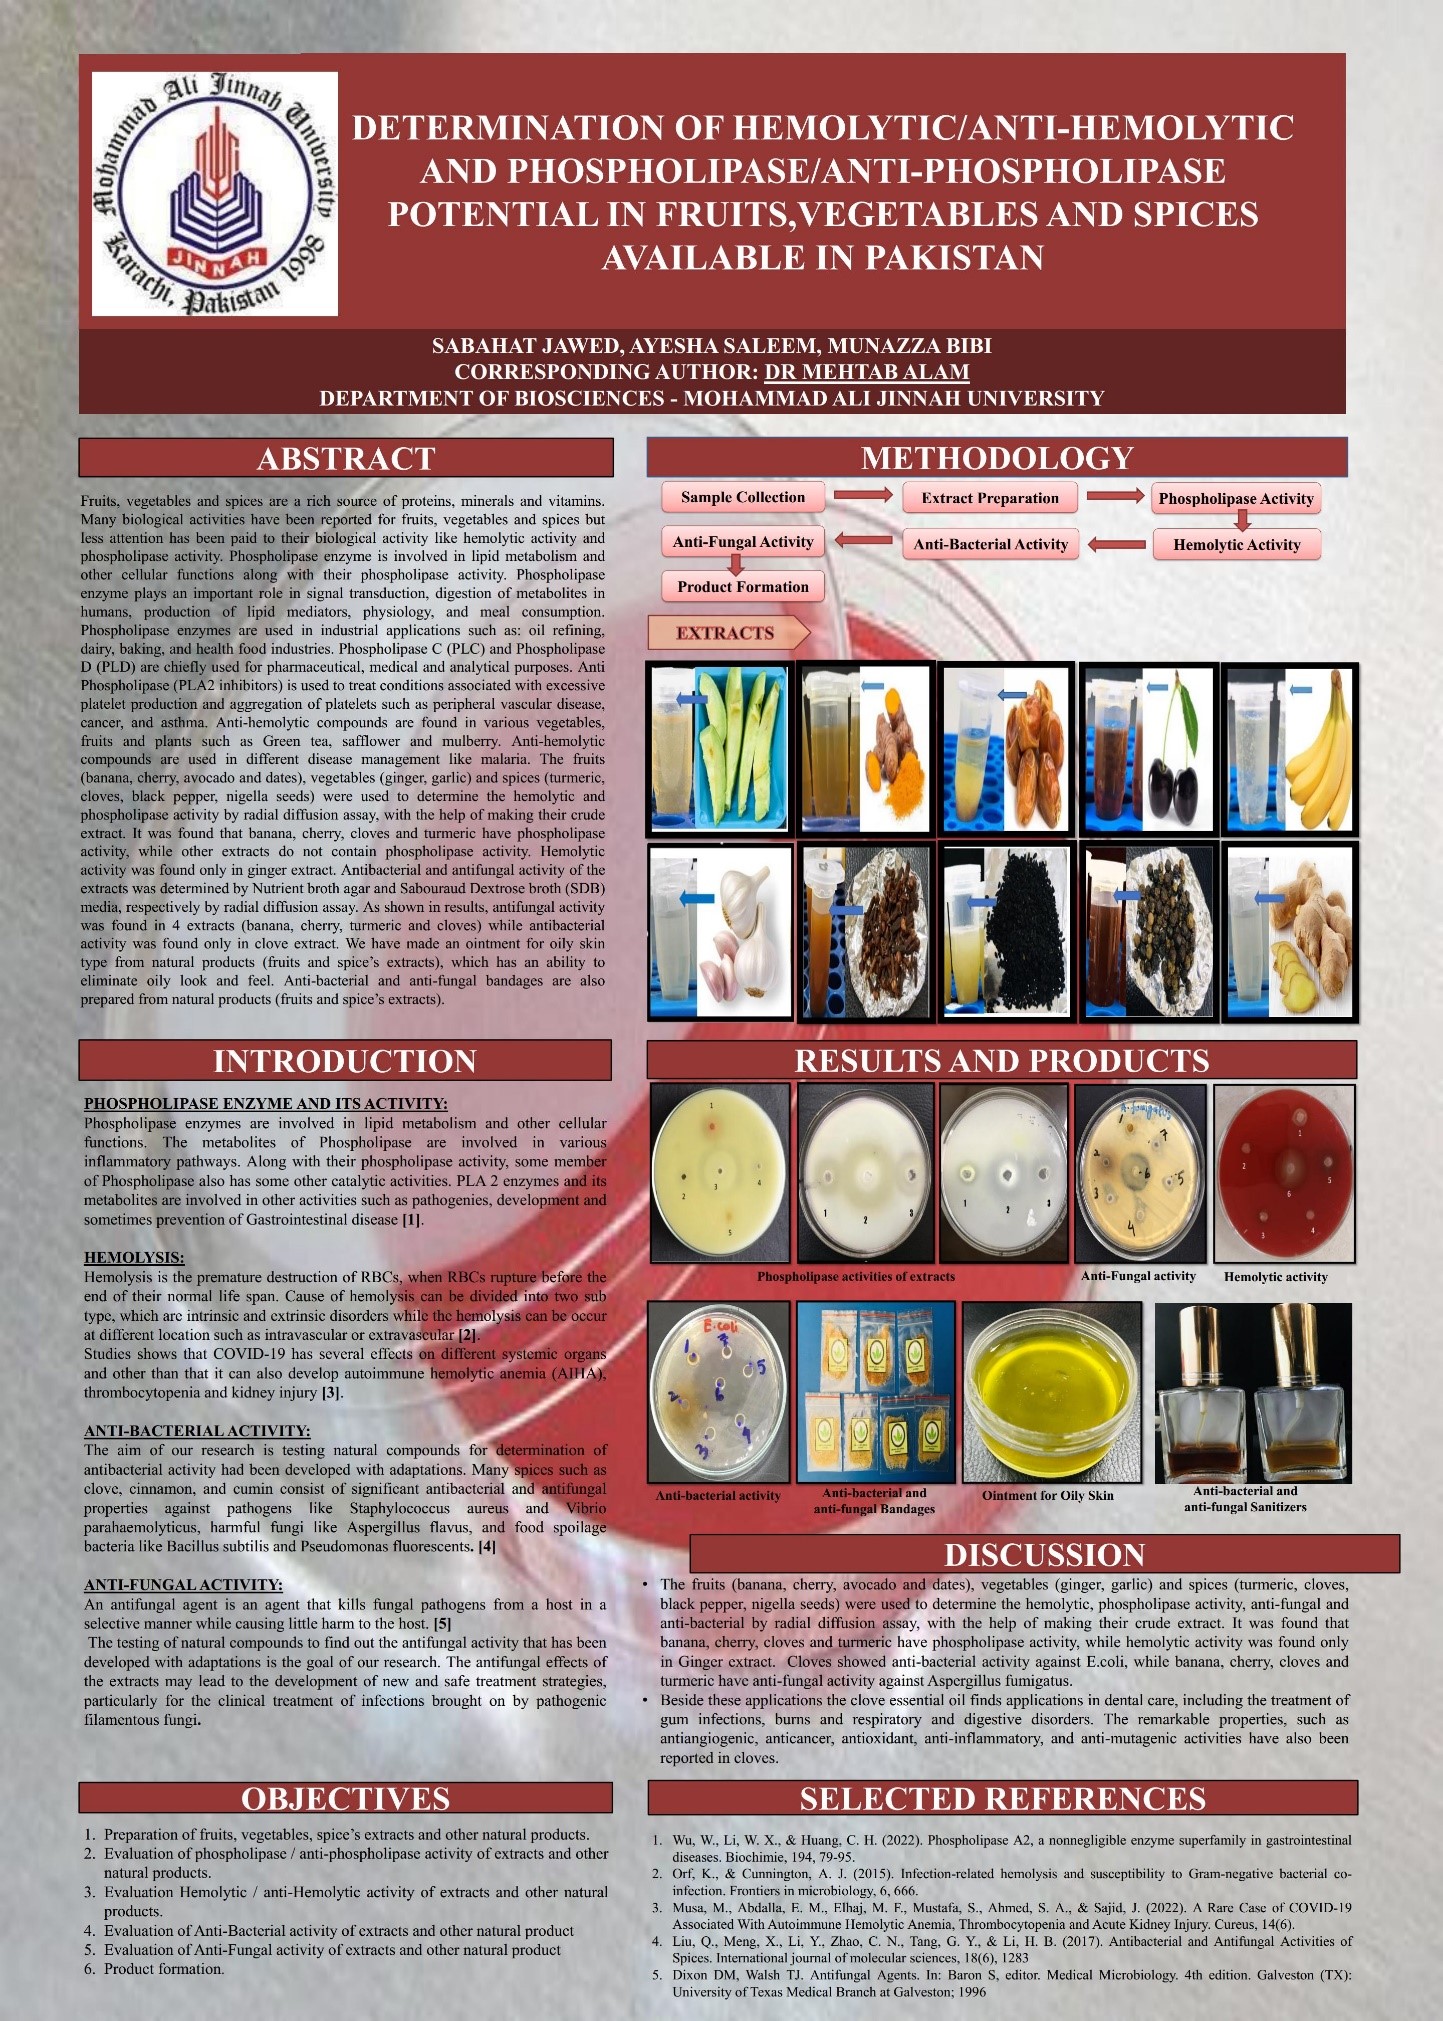 Mohammad Ali Jinnah University
Karachi, Pakistan 1998
JINNAH
DETERMINATION OF HEMOLYTIC/ANTI-HEMOLYTIC
AND PHOSPHOLIPASE/ANTI-PHOSPHOLIPASE
POTENTIAL IN FRUITS,VEGETABLES AND SPICES
AVAILABLE IN PAKISTAN
SABAHAT JAWED, AYESHA SALEEM, MUNAZZA BIBI
CORRESPONDING AUTHOR: DR MEHTAB ALAM
DEPARTMENT OF BIOSCIENCES - MOHAMMAD ALI JINNAH UNIVERSITY
ABSTRACT
Fruits, vegetables and spices are a rich source of proteins, minerals and vitamins.
Many biological activities have been reported for fruits, vegetables and spices but
less attention has been paid to their biological activity like hemolytic activity and
phospholipase activity. Phospholipase enzyme is involved in lipid metabolism and
other cellular functions along with their phospholipase activity. Phospholipase
enzyme plays an important role in signal transduction, digestion of metabolites in
humans, production of lipid mediators, physiology, and meal consumption.
Phospholipase enzymes are used in industrial applications such as: oil refining,
dairy, baking, and health food industries. Phospholipase C (PLC) and Phospholipase
D (PLD) are chiefly used for pharmaceutical, medical and analytical purposes. Anti
Phospholipase (PLA2 inhibitors) is used to treat conditions associated with excessive
platelet production and aggregation of platelets such as peripheral vascular disease,
cancer, and asthma. Anti-hemolytic compounds are found in various vegetables,
fruits and plants such as Green tea, safflower and mulberry. Anti-hemolytic
compounds are used in different disease management like malaria. The fruits
(banana, cherry, avocado and dates), vegetables (ginger, garlic) and spices (turmeric,
cloves, black pepper, nigella seeds) were used to determine the hemolytic and
phospholipase activity by radial diffusion assay, with the help of making their crude
extract. It was found that banana, cherry, cloves and turmeric have phospholipase
activity, while other extracts do not contain phospholipase activity. Hemolytic
activity was found only in ginger extract. Antibacterial and antifungal activity of the
extracts was determined by Nutrient broth agar and Sabouraud Dextrose broth (SDB)
media, respectively by radial diffusion assay. As shown in results, antifungal activity
was found in 4 extracts (banana, cherry, turmeric and cloves) while antibacterial
activity was found only in clove extract. We have made an ointment for oily skin
type from natural products (fruits and spice's extracts), which has an ability to
eliminate oily look and feel. Anti-bacterial and anti-fungal bandages are also
prepared from natural products (fruits and spice's extracts).
INTRODUCTION
PHOSPHOLIPASE ENZYME AND ITS ACTIVITY:
Phospholipase enzymes are involved in lipid metabolism and other cellular
functions. The metabolites of Phospholipase are involved in various
inflammatory pathways. Along with their phospholipase activity, some member
of Phospholipase also has some other catalytic activities. PLA 2 enzymes and its
metabolites are involved in other activities such as pathogenies, development and
sometimes prevention of Gastrointestinal disease [1].
HEMOLYSIS:
Hemolysis is the premature destruction of RBCs, when RBCs rupture before the
end of their normal life span. Cause of hemolysis can be divided into two sub
type, which are intrinsic and extrinsic disorders while the hemolysis can be occur
at different location such as intravascular or extravascular [2].
Studies shows that COVID-19 has several effects on different systemic organs
and other than that it can also develop autoimmune hemolytic anemia (AIHA),
thrombocytopenia and kidney injury [3].
ANTI-BACTERIAL ACTIVITY:
The aim of our research is testing natural compounds for determination of
antibacterial activity had been developed with adaptations. Many spices such as
clove, cinnamon, and cumin consist of significant antibacterial and antifungal
properties against pathogens like Staphylococcus aureus and Vibrio
parahaemolyticus, harmful fungi like Aspergillus flavus, and food spoilage
bacteria like Bacillus subtilis and Pseudomonas fluorescents. [4]
ANTI-FUNGAL ACTIVITY:
An antifungal agent is an agent that kills fungal pathogens from a host in a
selective manner while causing little harm to the host. [5]
The testing of natural compounds to find out the antifungal activity that has been
developed with adaptations is the goal of our research. The antifungal effects of
the extracts may lead to the development of new and safe treatment strategies,
particularly for the clinical treatment of infections brought on by pathogenic
filamentous fungi.
OBJECTIVES
1. Preparation of fruits, vegetables, spice's extracts and other natural products.
2. Evaluation of phospholipase / anti-phospholipase activity of extracts and other
natural products.
3. Evaluation Hemolytic / anti-Hemolytic activity of extracts and other natural
products.
4. Evaluation of Anti-Bacterial activity of extracts and other natural product
5. Evaluation of Anti-Fungal activity of extracts and other natural product
6. Product formation.
METHODOLOGY
Sample Collection
Extract Preparation
Phospholipase Activity
Anti-Fungal Activity
Anti-Bacterial Activity
Hemolytic Activity
Product Formation
EXTRACTS
RESULTS AND PRODUCTS
1
2 3 4
5
1 2 3
1 2 3
A. fumigatus
1 7
2 6 5
3
4
1
2 5
6
3 4
Phospholipase activities of extracts
Anti-Fungal activity
Hemolytic activity
E.coli
1 7
5
2 6
3 4
Anti-bacterial activity
Anti-bacterial and
anti-fungal Bandages
Ointment for Oily Skin
Anti-bacterial and
anti-fungal Sanitizers
DISCUSSION
• The fruits (banana, cherry, avocado and dates), vegetables (ginger, garlic) and spices (turmeric, cloves,
black pepper, nigella seeds) were used to determine the hemolytic, phospholipase activity, anti-fungal and
anti-bacterial by radial diffusion assay, with the help of making their crude extract. It was found that
banana, cherry, cloves and turmeric have phospholipase activity, while hemolytic activity was found only
in Ginger extract. Cloves showed anti-bacterial activity against E.coli, while banana, cherry, cloves and
turmeric have anti-fungal activity against Aspergillus fumigatus.
• Beside these applications the clove essential oil finds applications in dental care, including the treatment of
gum infections, burns and respiratory and digestive disorders. The remarkable properties, such as
antiangiogenic, anticancer, antioxidant, anti-inflammatory, and anti-mutagenic activities have also been
reported in cloves.
SELECTED REFERENCES
1. Wu, W., Li, W. X., & Huang, C. H. (2022). Phospholipase A2, a nonnegligible enzyme superfamily in gastrointestinal
diseases. Biochimie, 194, 79-95.
2. Orf, K., & Cunnington, A. J. (2015). Infection-related hemolysis and susceptibility to Gram-negative bacterial co-
infection. Frontiers in microbiology, 6, 666.
3. Musa, M., Abdalla, E. M., Elhaj, M. F., Mustafa, S., Ahmed, S. A., & Sajid, J. (2022). A Rare Case of COVID-19
Associated With Autoimmune Hemolytic Anemia, Thrombocytopenia and Acute Kidney Injury. Cureus, 14(6).
4. Liu, Q., Meng, X., Li, Y., Zhao, C. N., Tang, G. Y., & Li, H. B. (2017). Antibacterial and Antifungal Activities of
Spices. International journal of molecular sciences, 18(6), 1283
5. Dixon DM, Walsh TJ. Antifungal Agents. In: Baron S, editor. Medical Microbiology. 4th edition. Galveston (TX):
University of Texas Medical Branch at Galveston; 1996